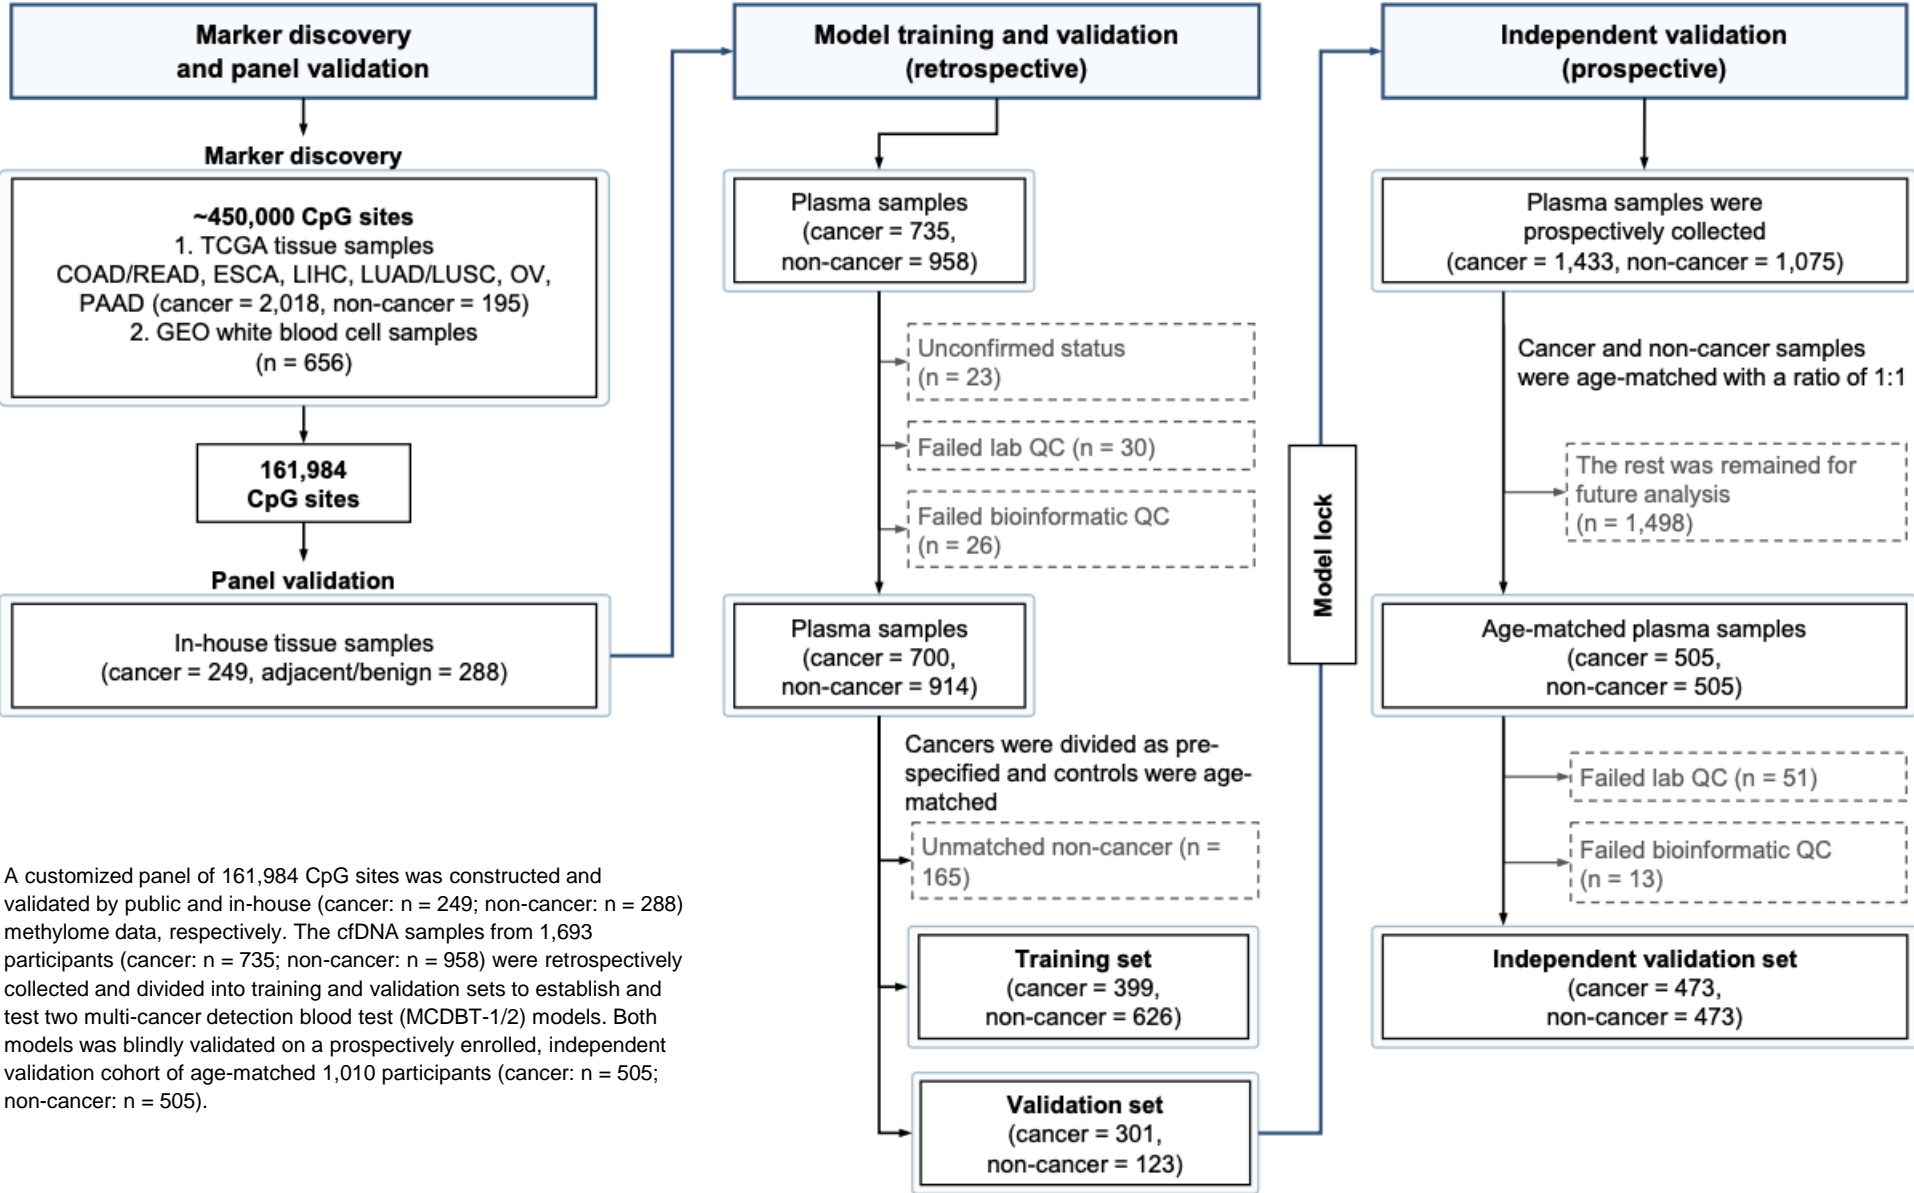 Marker discovery
and panel validation
Marker discovery
~450,000 CpG sites
1. TCGA tissue samples
COAD/READ, ESCA, LIHC, LUAD/LUSC, OV,
PAAD (cancer = 2,018, non-cancer = 195)
2. GEO white blood cell samples
(n = 656)
161,984
CpG sites
Panel validation
In-house tissue samples
(cancer = 249, adjacent/benign = 288)
A customized panel of 161,984 CpG sites was constructed and
validated by public and in-house (cancer: n = 249; non-cancer: n = 288)
methylome data, respectively. The cfDNA samples from 1,693
participants (cancer: n = 735; non-cancer: n = 958) were retrospectively
collected and divided into training and validation sets to establish and
test two multi-cancer detection blood test (MCDBT-1/2) models. Both
models was blindly validated on a prospectively enrolled, independent
validation cohort of age-matched 1,010 participants (cancer: n = 505;
non-cancer: n = 505).
Model training and validation
(retrospective)
Plasma samples
(cancer = 735,
non-cancer = 958)
Unconfirmed status
(n = 23)
Failed lab QC (n = 30)
Failed bioinformatic QC
(n = 26)
Plasma samples
(cancer = 700,
non-cancer = 914)
Cancers were divided as pre-
specified and controls were age-
matched
Unmatched non-cancer (n =
165)
Training set
(cancer = 399,
non-cancer = 626)
Validation set
(cancer = 301,
non-cancer = 123)
Model lock
Independent validation
(prospective)
Plasma samples were
prospectively collected
(cancer = 1,433, non-cancer = 1,075)
Cancer and non-cancer samples
were age-matched with a ratio of 1:1
The rest was remained for
future analysis
(n = 1,498)
Age-matched plasma samples
(cancer = 505,
non-cancer = 505)
Failed lab QC (n = 51)
Failed bioinformatic QC
(n = 13)
Independent validation set
(cancer = 473,
non-cancer = 473)